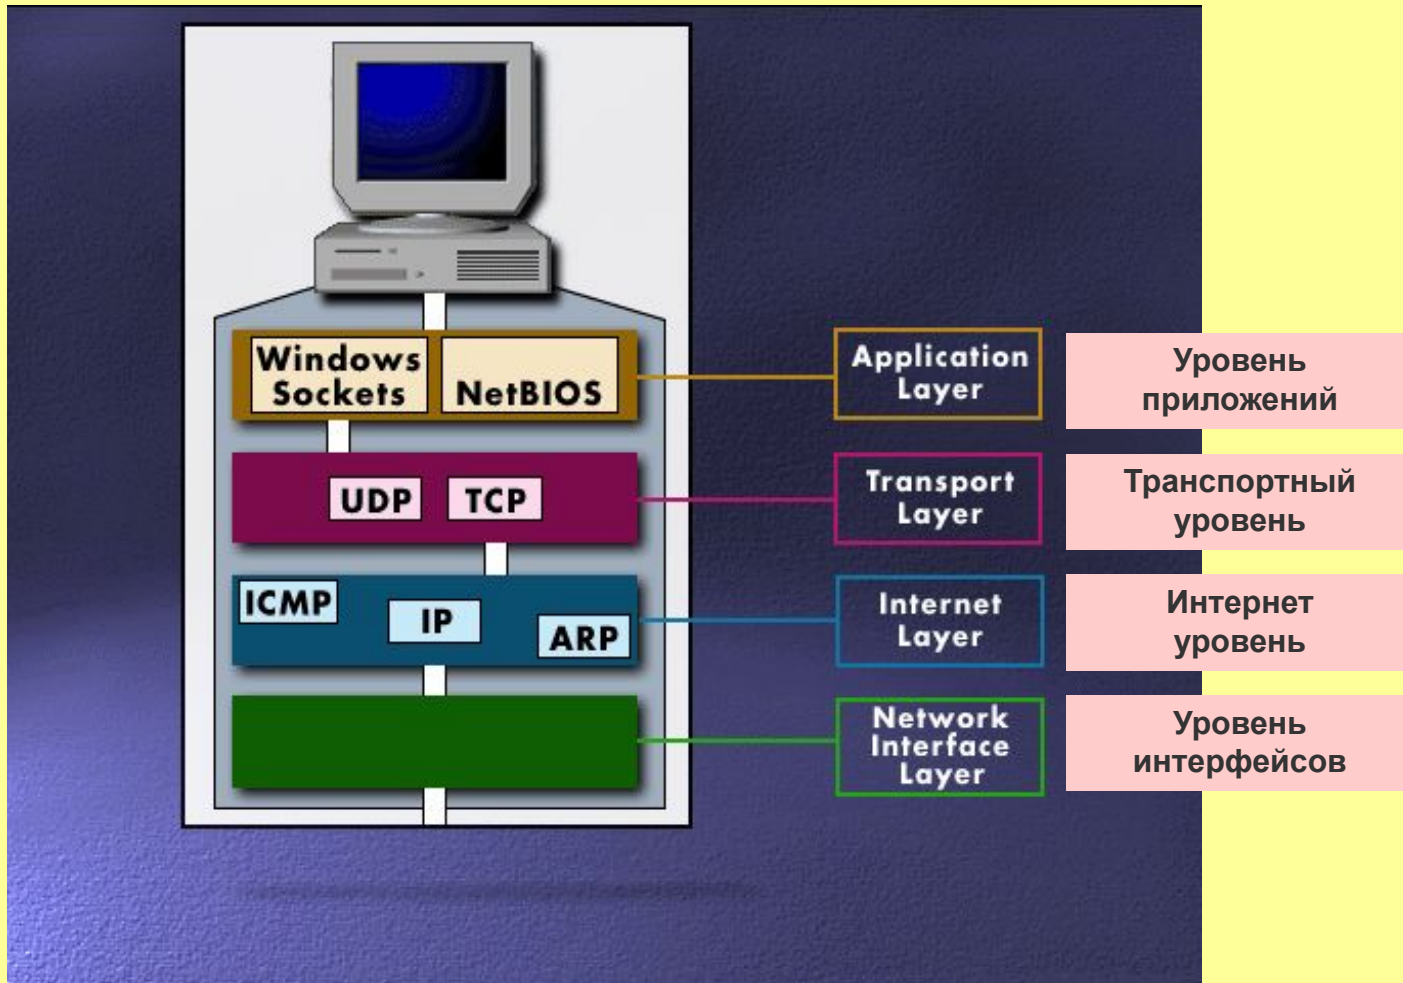 Windows
Sockets
NetBIOS
Application
Layer
Уровень
приложений
UDP
TCP
Transport
Layer
Транспортный
уровень
ICMP
IP
ARP
Internet
Layer
Интернет
уровень
Network
Interface
Layer
Уровень
интерфейсов